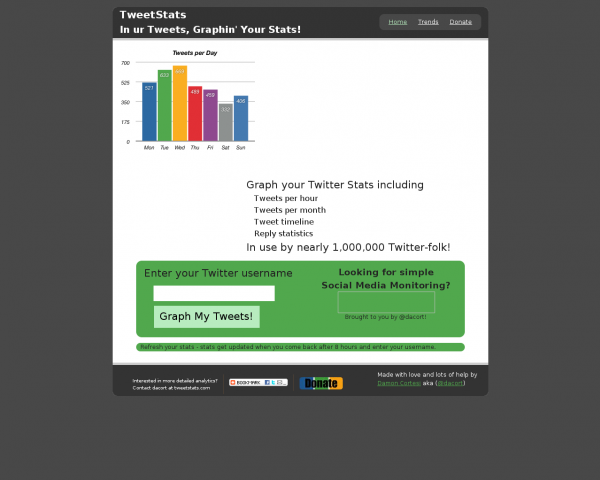 TweetStats
In ur Tweets, Graphin' Your Stats!
Home Trends Donate
Tweets per Day
700
525
350
175
0
521 633 489 459 332 406
Mon Tue Wed Thu Fri Sat Sun
Graph your Twitter Stats including
Tweets per hour
Tweets per month
Tweet timeline
Reply statistics
In use by nearly 1,000,000 Twitter-folk!
Enter your Twitter username
Graph My Tweets!
Looking for simple
Social Media Monitoring?
Brought to you by @dacort!
Refresh your stats - stats get updated when you come back after 8 hours and enter your username.
Interested in more detailed analytics?
Contact dacort at tweetstats.com
BOOKMARK
Donate
Made with love and lots of help by
Damon Cortesi aka (@dacort)